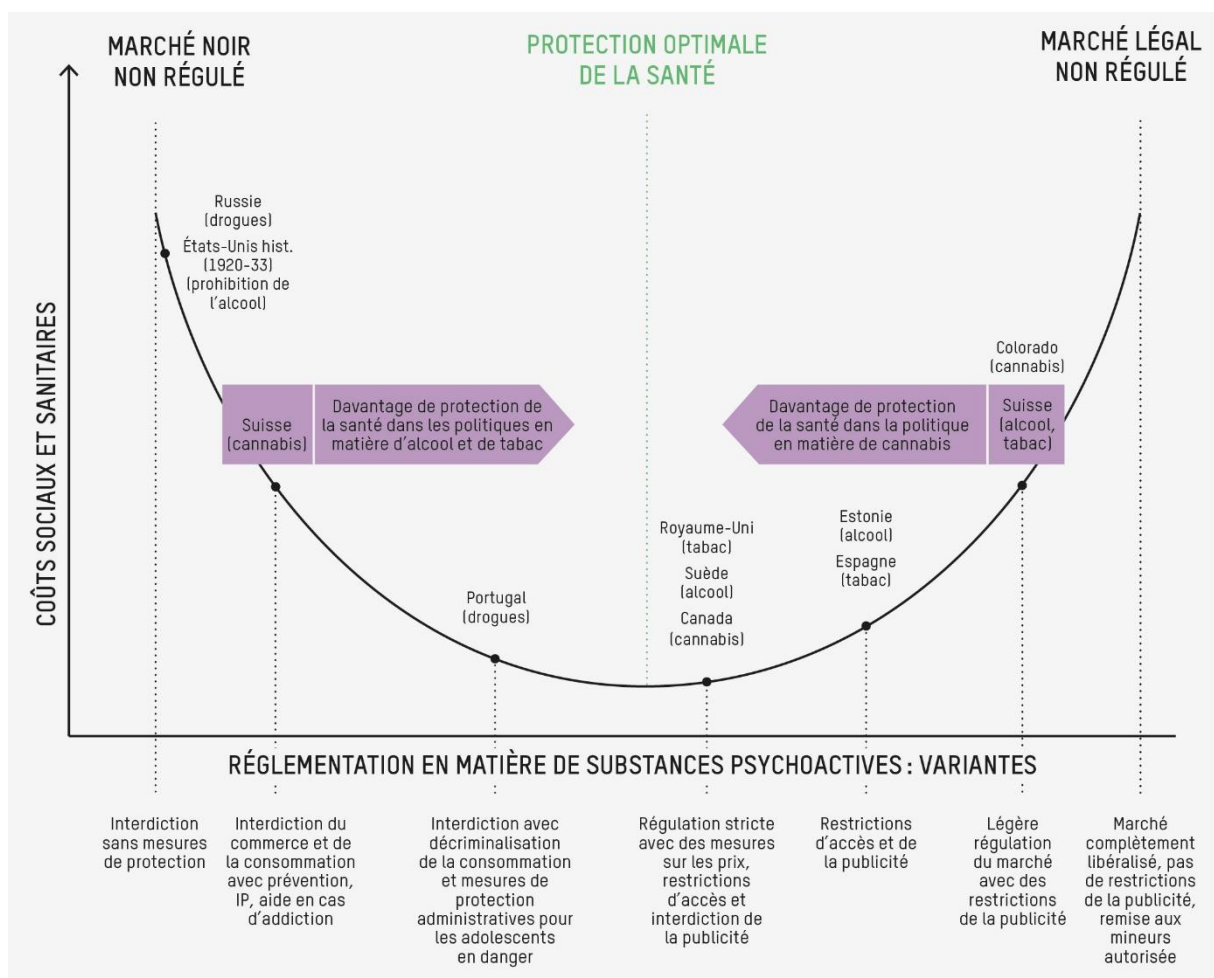 MARCHÉ NOIR
NON RÉGULÉ
PROTECTION OPTIMALE
DE LA SANTÉ
MARCHÉ LÉGAL
NON RÉGULÉ
COÛTS SOCIAUX ET SANITAIRES
Russie
(drogues)
États-Unis hist.
(1920-33)
(prohibition de
l'alcool)
Suisse
(cannabis)
Davantage de protection de
la santé dans les politiques en
matière d'alcool et de tabac
Portugal
(drogues)
Royaume-Uni
(tabac)
Suède
(alcool)
Canada
(cannabis)
Estonie
(alcool)
Espagne
(tabac)
Davantage de protection
de la santé dans la politique
en matière de cannabis
Colorado
(cannabis)
Suisse
(alcool,
tabac)
RÉGLEMENTATION EN MATIÈRE DE SUBSTANCES PSYCHOACTIVES : VARIANTES
Interdiction
sans mesures
de protection
Interdiction du
commerce et de
la consommation
avec prévention,
IP, aide en cas
d'addiction
Interdiction avec
décriminalisation
de la consommation
et mesures de
protection
administratives pour
les adolescents
en danger
Régulation stricte
avec des mesures
sur les prix,
restrictions
d'accès et
interdiction de
la publicité
Restrictions
d'accès et de
la publicité
Légère
régulation
du marché
avec des
restrictions
de la publicité
Marché
complètement
libéralisé, pas
de restrictions
de la publicité,
remise aux
mineurs
autorisée